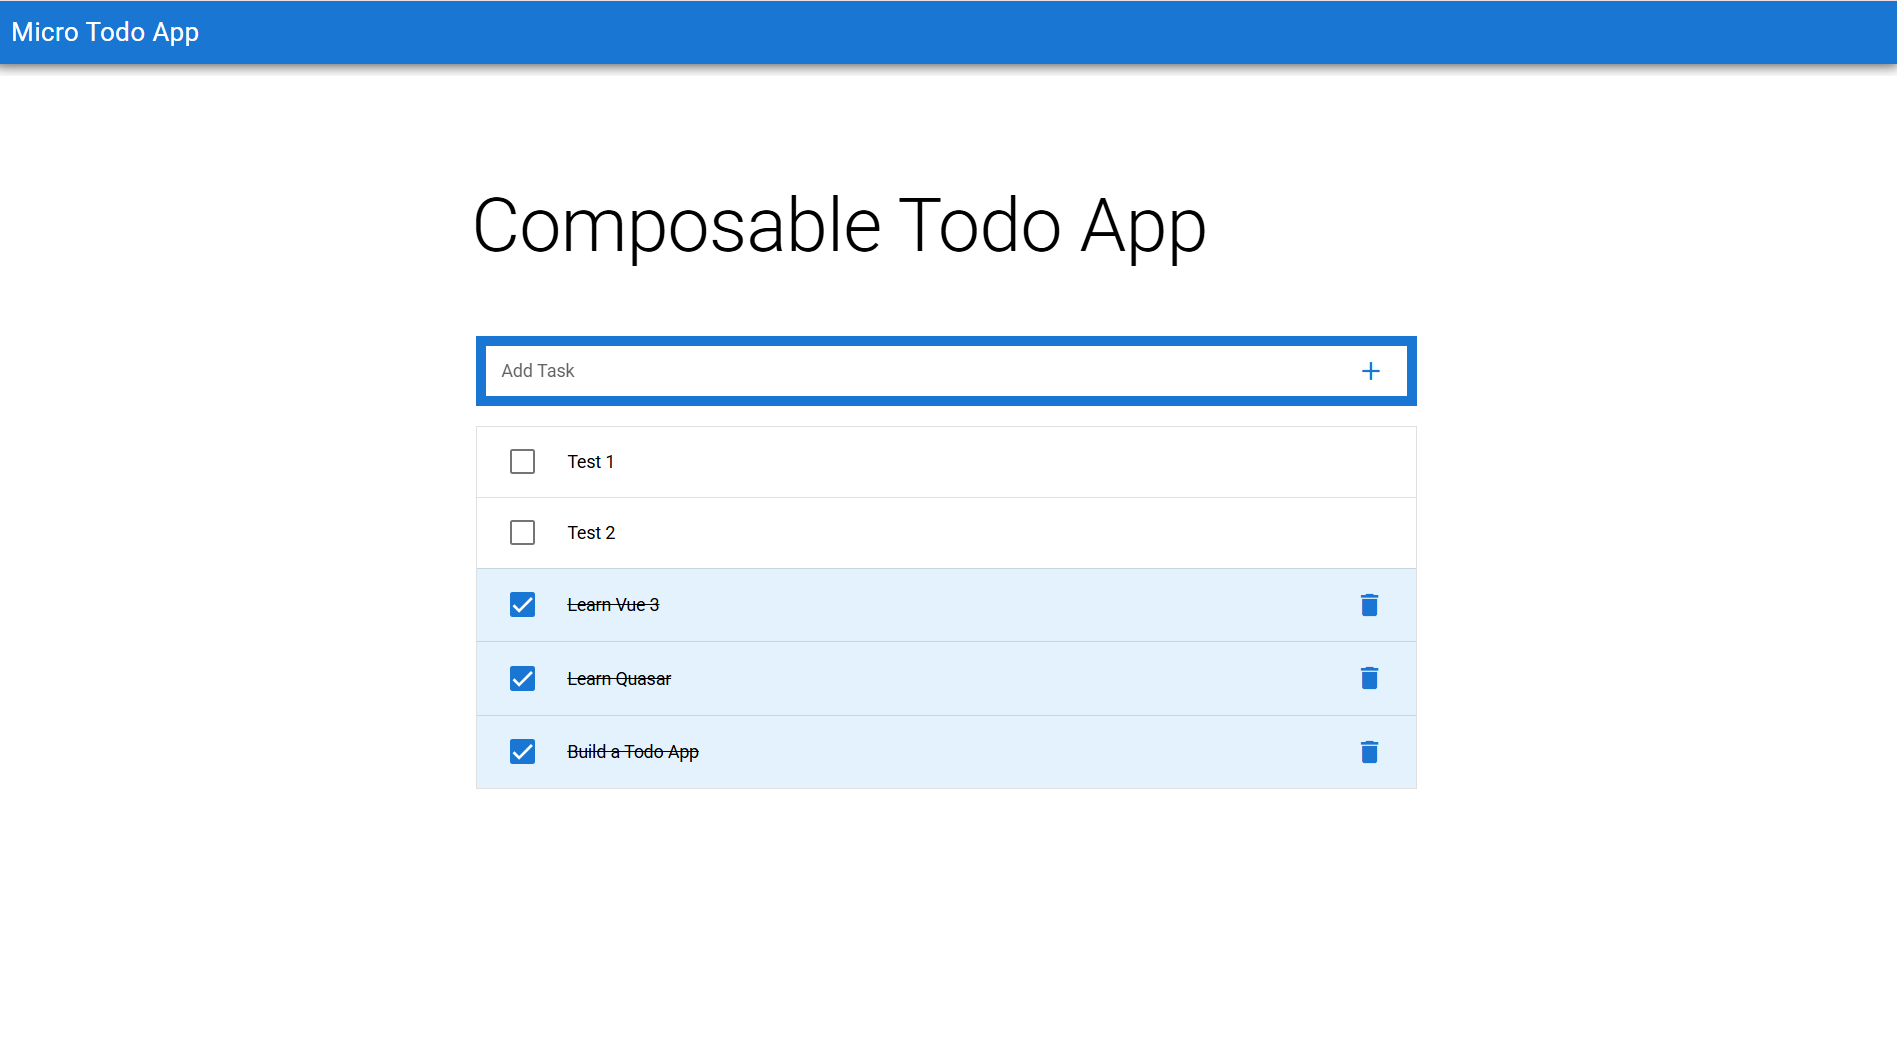 Micro Todo App
Composable Todo App
Add Task
Test 1
Test 2
Learn Vue 3
Learn Quasar
Build a Todo App